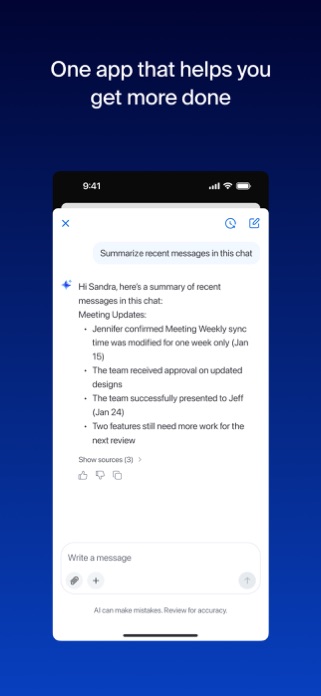 One app that helps you
get more done
9:41
Summarize recent messages in this chat
Hi Sandra, here's a summary of recent
messages in this chat:
Meeting Updates:
• Jennifer confirmed Meeting Weekly sync
time was modified for one week only (Jan
15)
• The team received approval on updated
designs
• The team successfully presented to Jeff
(Jan 24)
• Two features still need more work for the
next review
Show sources (3)
Write a message
AI can make mistakes. Review for accuracy.